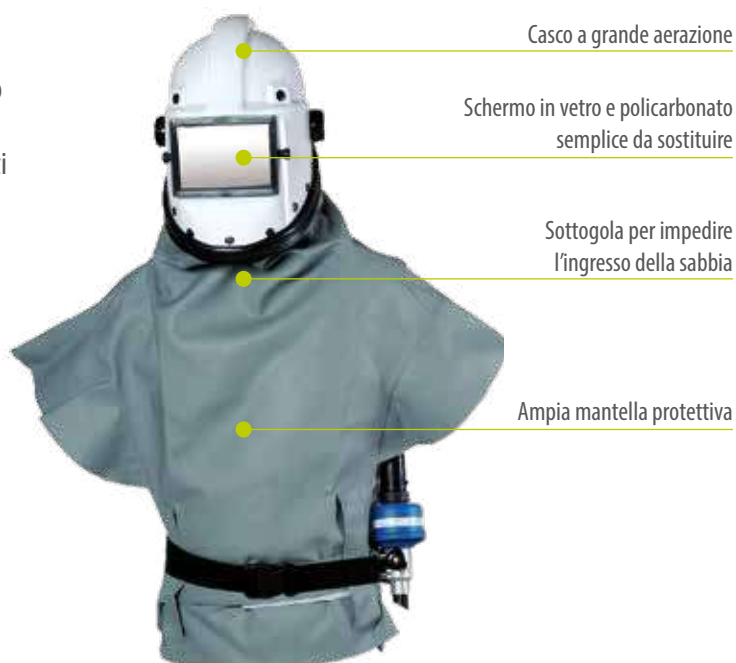 Casco a grande aerazione
Schermo in vetro e policarbonato
semplice da sostituire
Sottogola per impedire
l'ingresso della sabbia
Ampia mantella protettiva